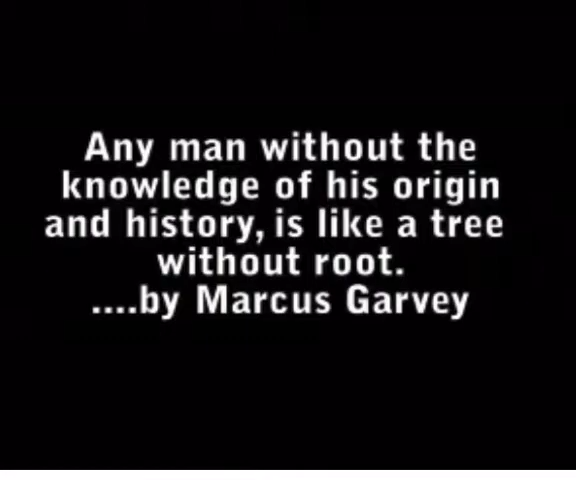 Any man without the
knowledge of his origin
and history, is like a tree
without root.
....by Marcus Garvey